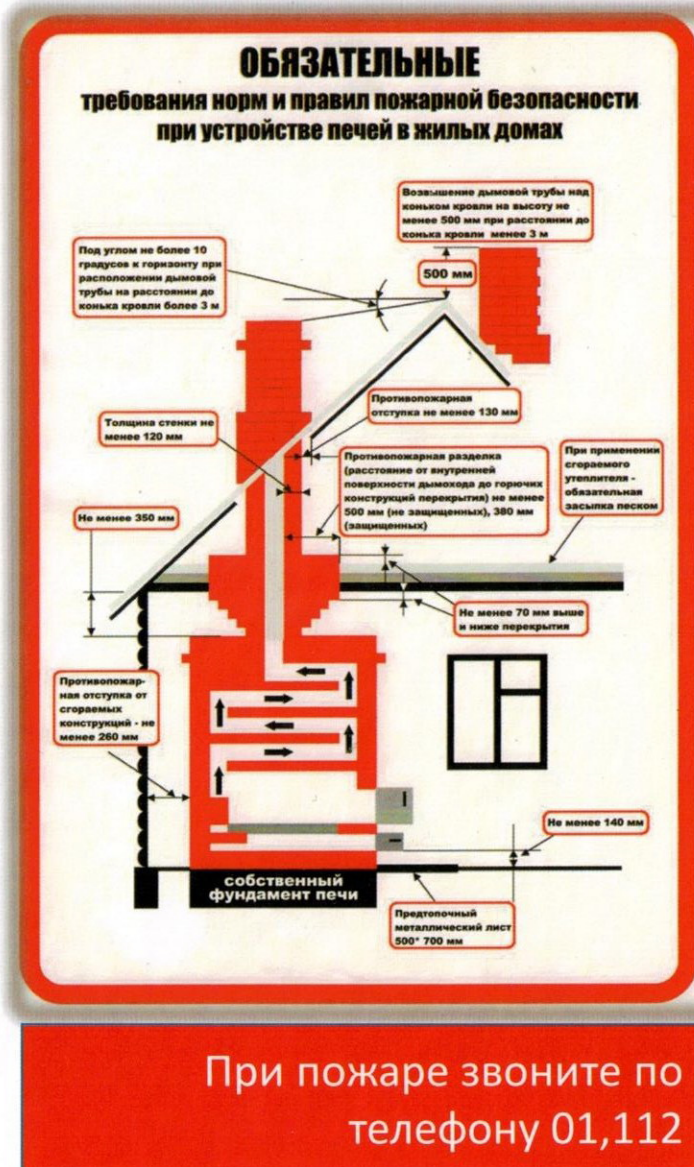 ОБЯЗАТЕЛЬНЫЕ
требования норм и правил пожарной безопасности
при устройстве печей в жилых домах
Возвышение дымовой трубы над
коньком кровли на высоту не
менее 500 мм при расстоянии до
конька кровли менее 3 м
Под углом не более 10
градусов к горизонту при
расположении дымовой
трубы на расстоянии до
конька кровли более 3 м
500 мм
Противопожарная
отступка не менее 130 мм
Толщина стенки не
менее 120 мм
Противопожарная разделка
(расстояние от внутренней
поверхности дымохода до горючих
конструкций перекрытия) не менее
500 мм (не защищенных), 380 мм
(защищенных)
При применении
сгораемого
утеплителя -
обязательная
засыпка песком
Не менее 350 мм
Не менее 70 мм выше
и ниже перекрытия
Противопожар-
ная отступка от
сгораемых
конструкций - не
менее 260 мм
Не менее 140 мм
собственный
фундамент печи
Предтопочный
металлический лист
500* 700 мм
При пожаре звоните по
телефону 01,112